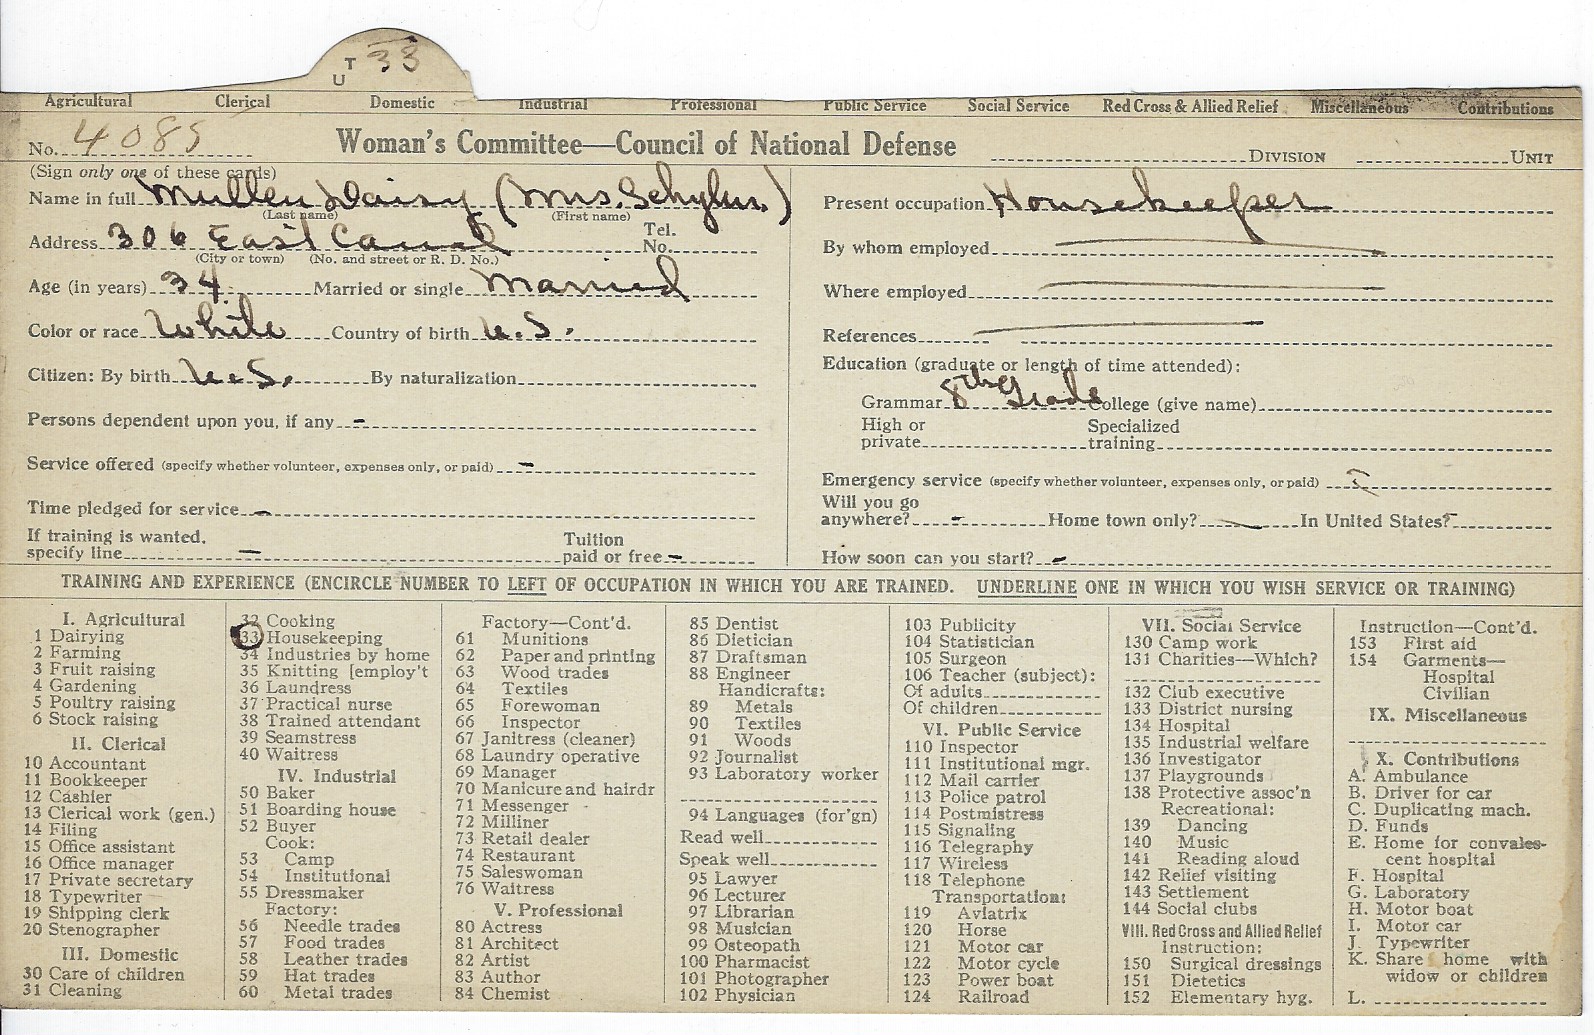 U T 33
Agricultural Clerical Domestic Industrial Professional Public Service Social Service Red Cross & Allied Relief Miscellaneous Contributions
No. 4085 Woman's Committee—Council of National Defense DIVISION UNIT
(Sign only one of these cards)
Name in full Mullen Daisy (Mrs. Schyler)
(Last name) (First name)
Address 306 East Canal Tel. No.
(City or town) (No. and street or R. D. No.)
Age (in years) 34 Married or single Married
Color or race White Country of birth U.S.
Citizen: By birth U.S. By naturalization
Persons dependent upon you, if any -
Service offered (specify whether volunteer, expenses only, or paid) -
Time pledged for service -
If training is wanted, specify line - Tuition paid or free -
Present occupation Housekeeper
By whom employed
Where employed
References
Education (graduate or length of time attended):
Grammar 8th Grade College (give name)
High or private Specialized training
Emergency service (specify whether volunteer, expenses only, or paid)
Will you go anywhere? - Home town only? - In United States? -
How soon can you start? -
TRAINING AND EXPERIENCE (ENCIRCLE NUMBER TO LEFT OF OCCUPATION IN WHICH YOU ARE TRAINED. UNDERLINE ONE IN WHICH YOU WISH SERVICE OR TRAINING)
I. Agricultural
1 Dairying
2 Farming
3 Fruit raising
4 Gardening
5 Poultry raising
6 Stock raising
II. Clerical
10 Accountant
11 Bookkeeper
12 Cashier
13 Clerical work (gen.)
14 Filing
15 Office assistant
16 Office manager
17 Private secretary
18 Typewriter
19 Shipping clerk
20 Stenographer
III. Domestic
30 Care of children
31 Cleaning
32 Cooking
33 Housekeeping
34 Industries by home
35 Knitting [employ't
36 Laundress
37 Practical nurse
38 Trained attendant
39 Seamstress
40 Waitress
IV. Industrial
50 Baker
51 Boarding house
52 Buyer
Cook:
53 Camp
54 Institutional
55 Dressmaker
Factory:
56 Needle trades
57 Food trades
58 Leather trades
59 Hat trades
60 Metal trades
Factory—Cont'd.
61 Munitions
62 Paper and printing
63 Wood trades
64 Textiles
65 Forewoman
66 Inspector
67 Janitress (cleaner)
68 Laundry operative
69 Manager
70 Manicure and hairdr
71 Messenger
72 Milliner
73 Retail dealer
74 Restaurant
75 Saleswoman
76 Waitress
V. Professional
80 Actress
81 Architect
82 Artist
83 Author
84 Chemist
85 Dentist
86 Dietician
87 Draftsman
88 Engineer
Handicrafts:
89 Metals
90 Textiles
91 Woods
92 Journalist
93 Laboratory worker
94 Languages (for'gn)
Read well
Speak well
95 Lawyer
96 Lecturer
97 Librarian
98 Musician
99 Osteopath
100 Pharmacist
101 Photographer
102 Physician
103 Publicity
104 Statistician
105 Surgeon
106 Teacher (subject):
Of adults
Of children
VI. Public Service
110 Inspector
111 Institutional mgr.
112 Mail carrier
113 Police patrol
114 Postmistress
115 Signaling
116 Telegraphy
117 Wireless
118 Telephone
Transportation:
119 Aviatrix
120 Horse
121 Motor car
122 Motor cycle
123 Power boat
124 Railroad
VII. Social Service
130 Camp work
131 Charities—Which?
132 Club executive
133 District nursing
134 Hospital
135 Industrial welfare
136 Investigator
137 Playgrounds
138 Protective assoc'n
Recreational:
139 Dancing
140 Music
141 Reading aloud
142 Relief visiting
143 Settlement
144 Social clubs
VIII. Red Cross and Allied Relief
Instruction:
150 Surgical dressings
151 Dietetics
152 Elementary hyg.
Instruction—Cont'd.
153 First aid
154 Garments—
Hospital
Civilian
IX. Miscellaneous
X. Contributions
A. Ambulance
B. Driver for car
C. Duplicating mach.
D. Funds
E. Home for convales-
cent hospital
F. Hospital
G. Laboratory
H. Motor boat
I. Motor car
J. Typewriter
K. Share home with
widow or children
L.